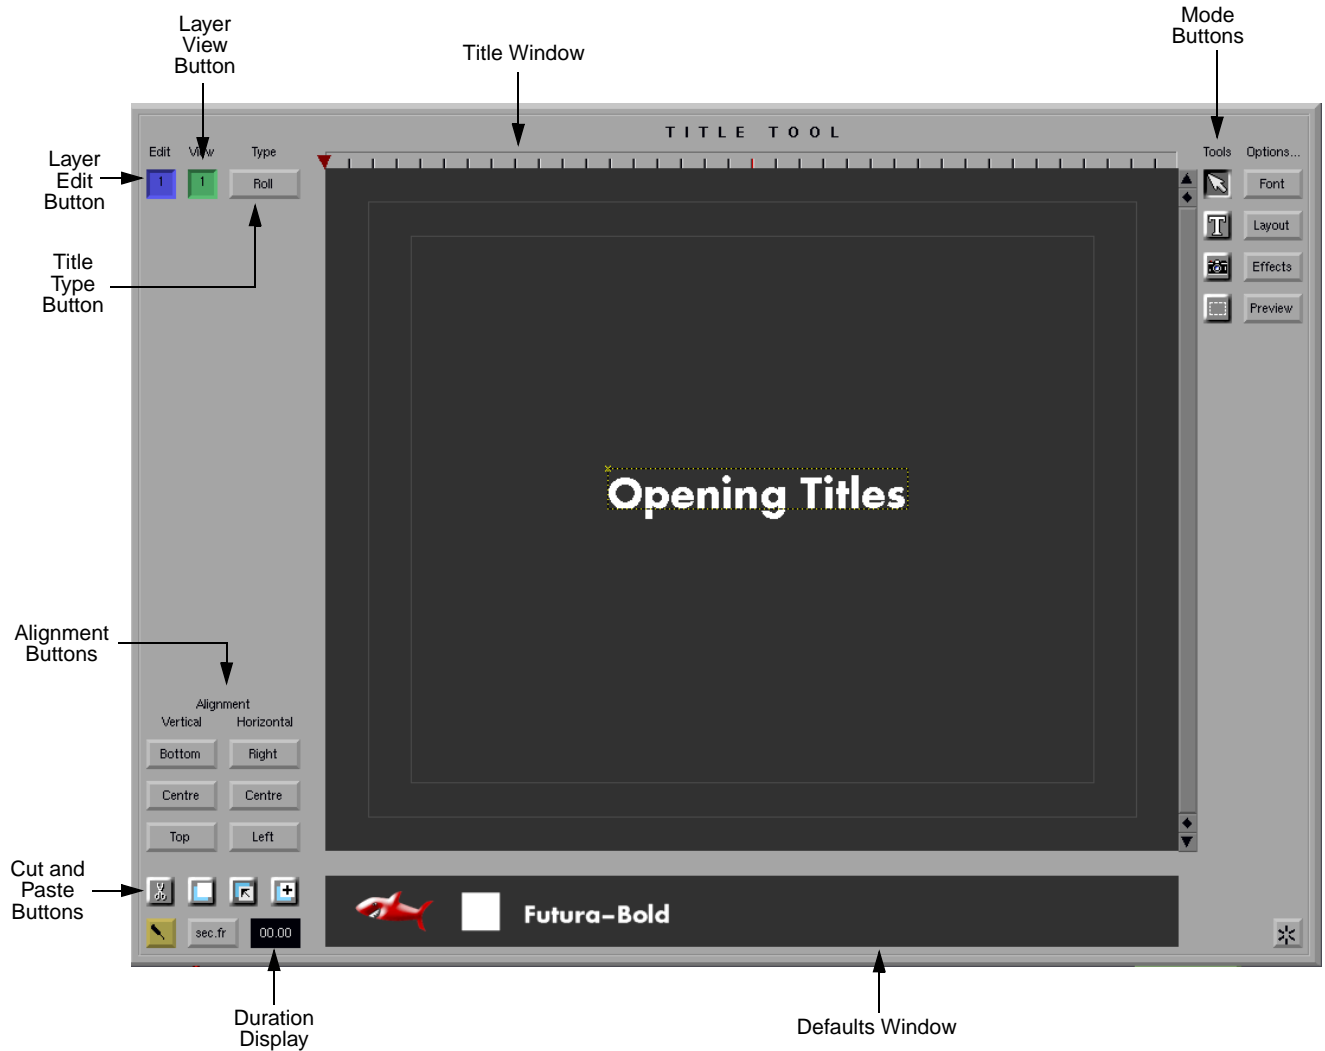 Layer
View
Button
Title Window
Mode
Buttons
TITLE TOOL
Edit
View
Type
Tools
Options...
Layer
Edit
Button
1
1
Roll
Font
Layout
Effects
Preview
Title
Type
Button
Opening Titles
Alignment
Buttons
Alignment
Vertical
Horizontal
Bottom
Right
Centre
Centre
Top
Left
Cut and
Paste
Buttons
sec.fr
00.00
Futura-Bold
Duration
Display
Defaults Window